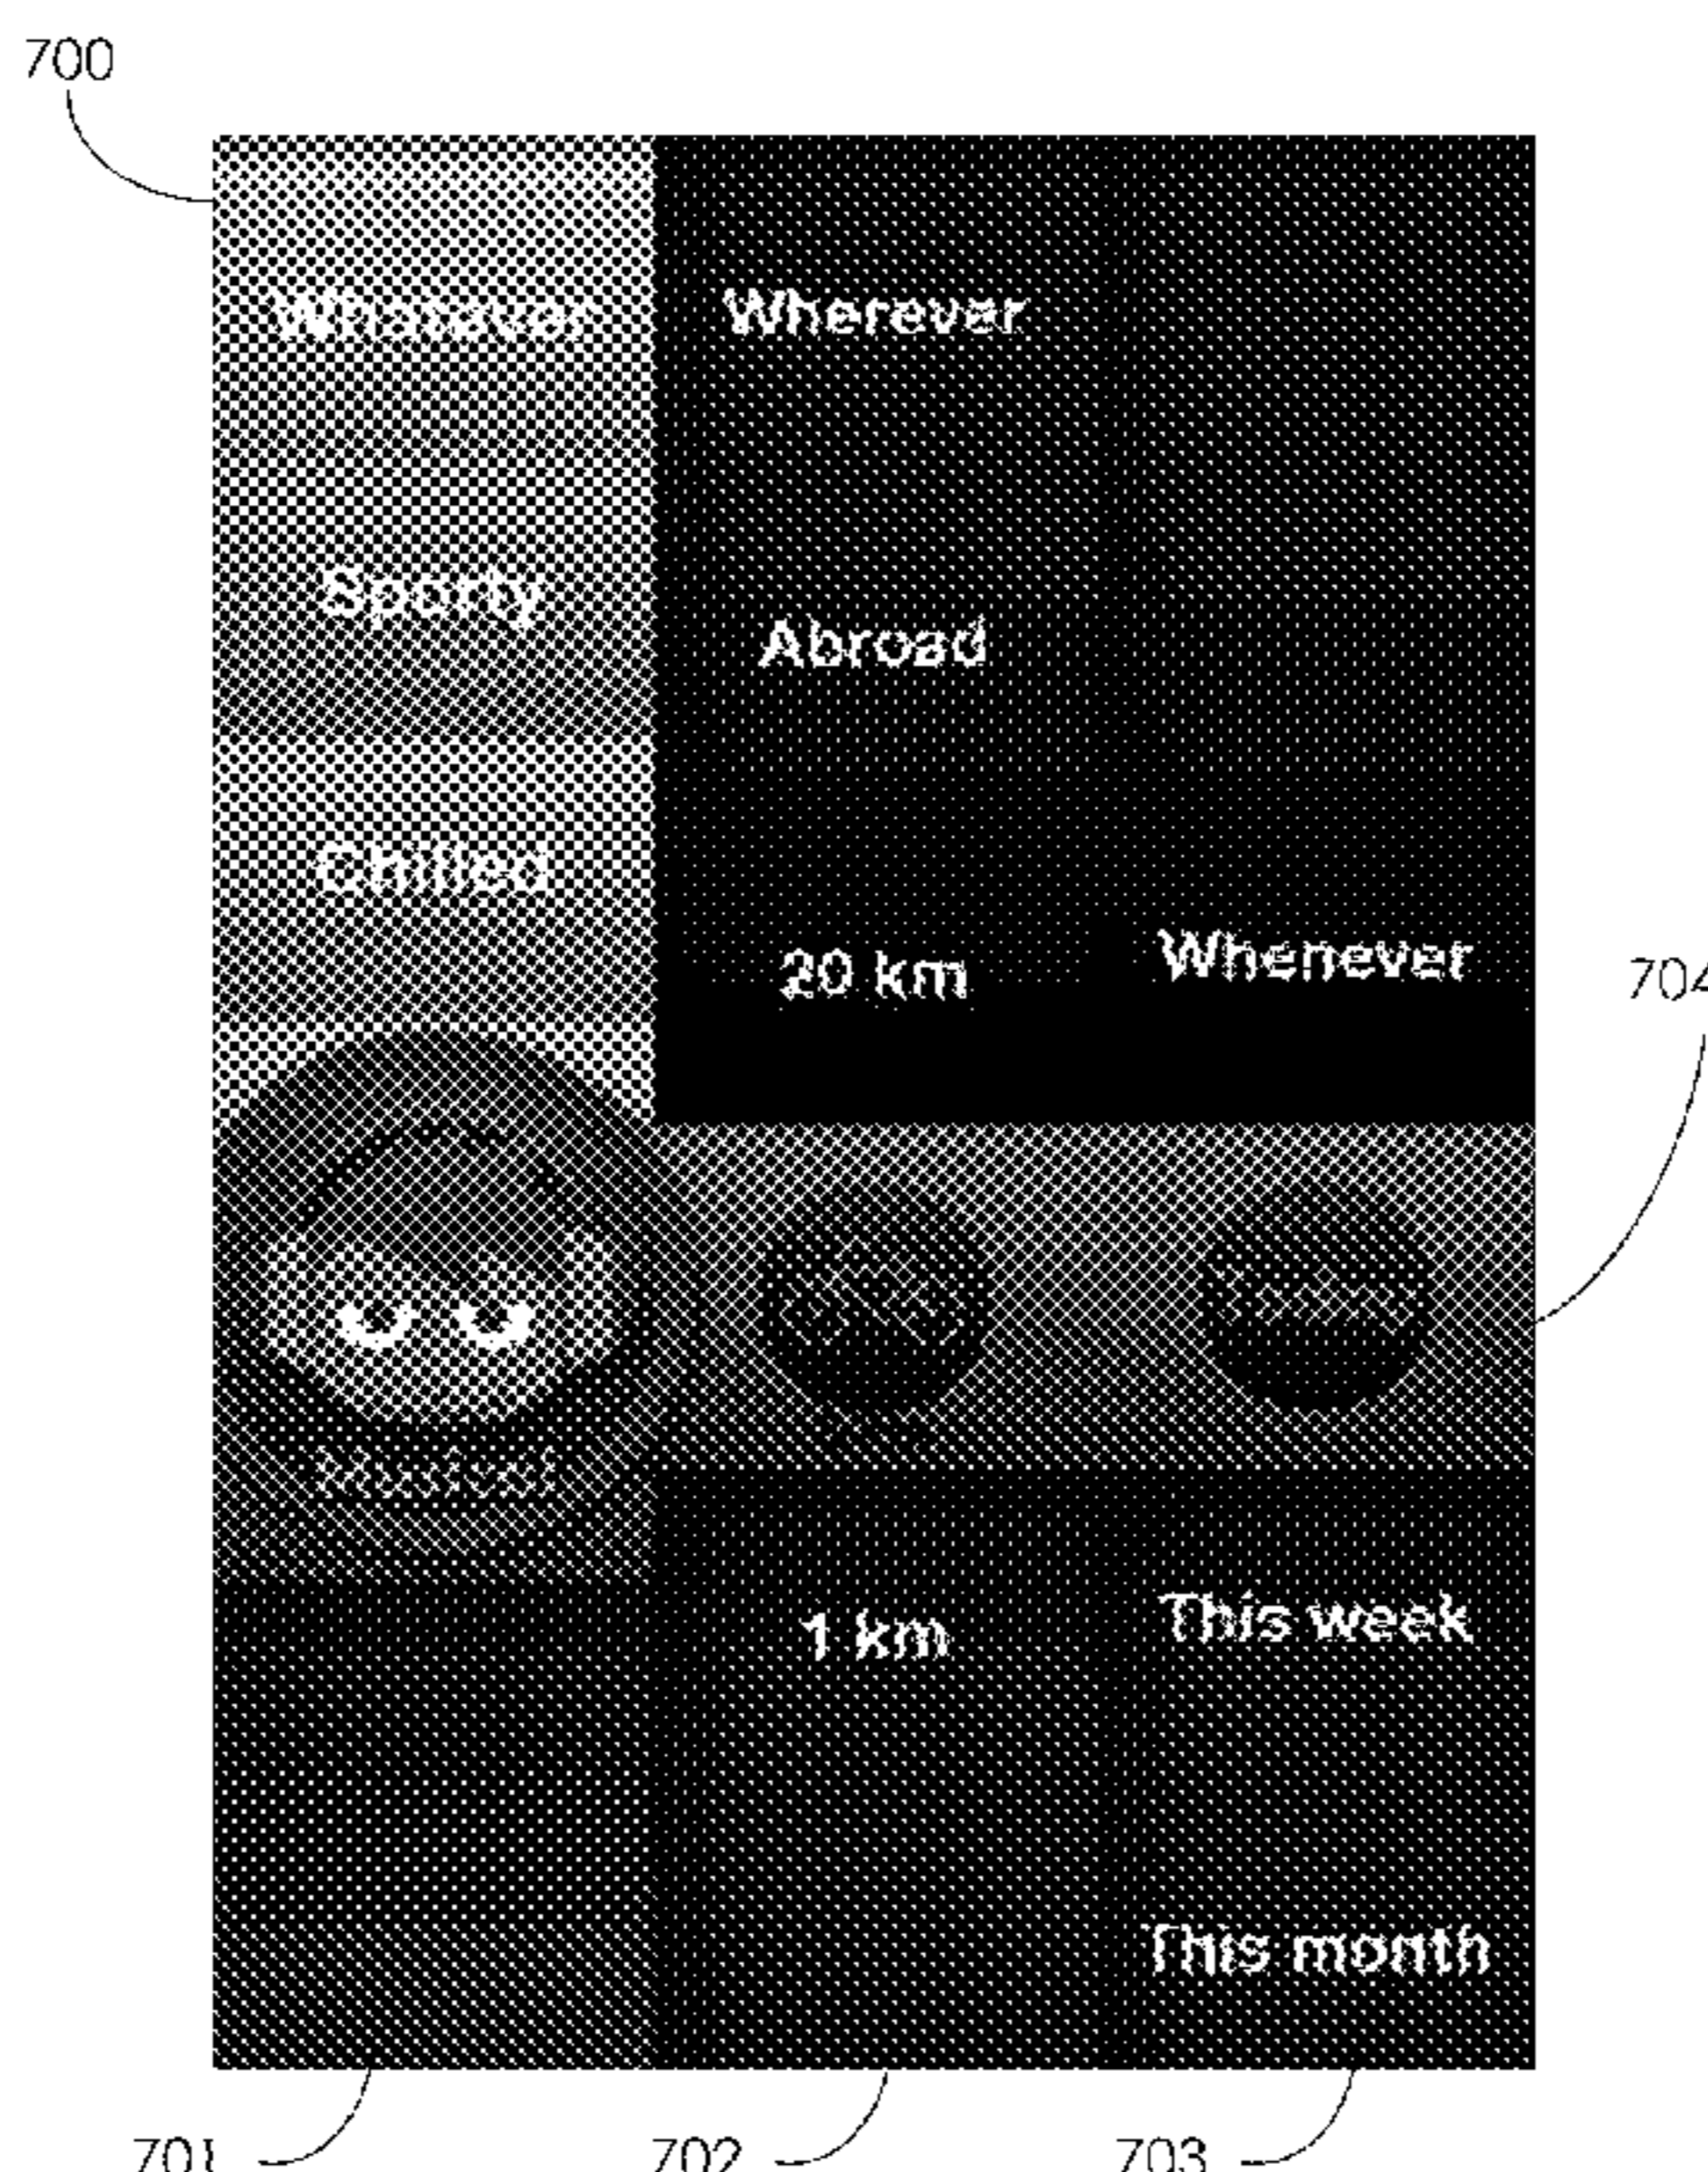 700
Whatever
Wherever
Sporty
Abroad
Chilled
20 km
Whenever
704
Musical
1 km
This week
This month
701
702
703